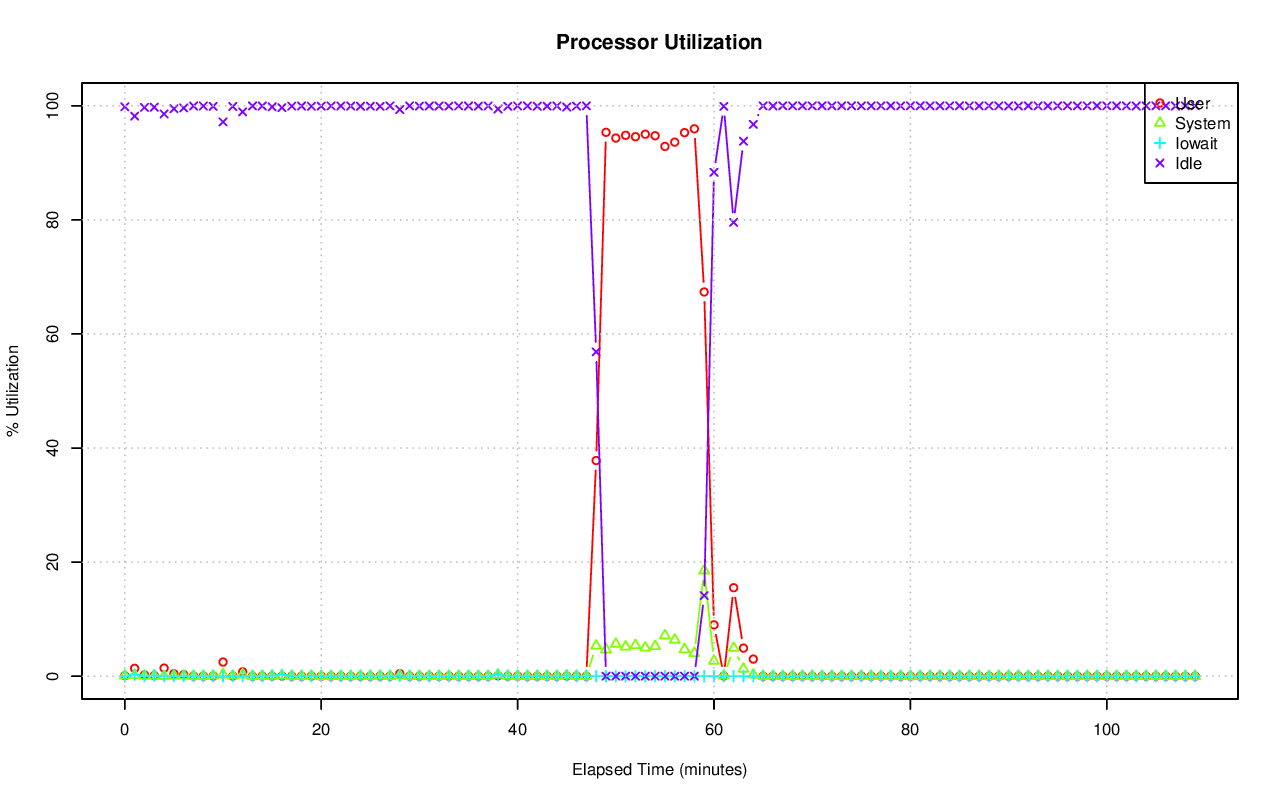 Processor Utilization
% Utilization
100
80
60
40
20
0
User
System
Iowait
Idle
0 20 40 60 80 100
Elapsed Time (minutes)